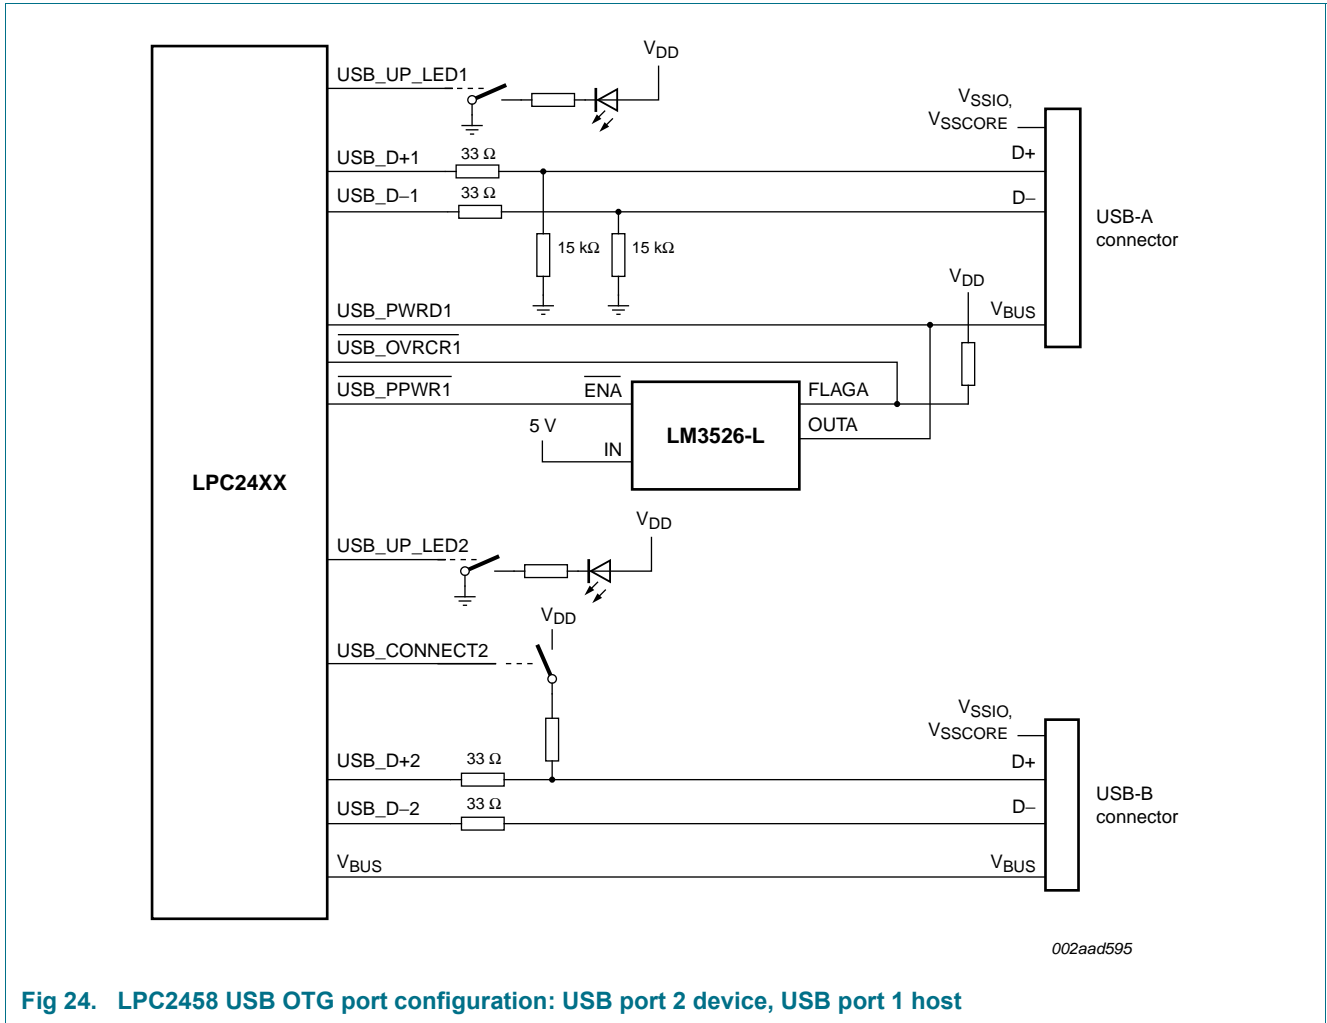 VDD
USB_UP_LED1
VSSIO,
VSSCORE
USB_D+1
33 Ω
D+
USB_D−1
33 Ω
D−
USB-A
connector
15 kΩ
15 kΩ
VDD
USB_PWRD1
VBUS
USB_OVRCR1
USB_PPWR1
ENA
FLAGA
5 V
IN
LM3526-L
OUTA
LPC24XX
VDD
USB_UP_LED2
VDD
USB_CONNECT2
VSSIO,
VSSCORE
USB_D+2
33 Ω
D+
USB_D−2
33 Ω
D−
USB-B
connector
VBUS
VBUS
002aad595
Fig 24. LPC2458 USB OTG port configuration: USB port 2 device, USB port 1 host